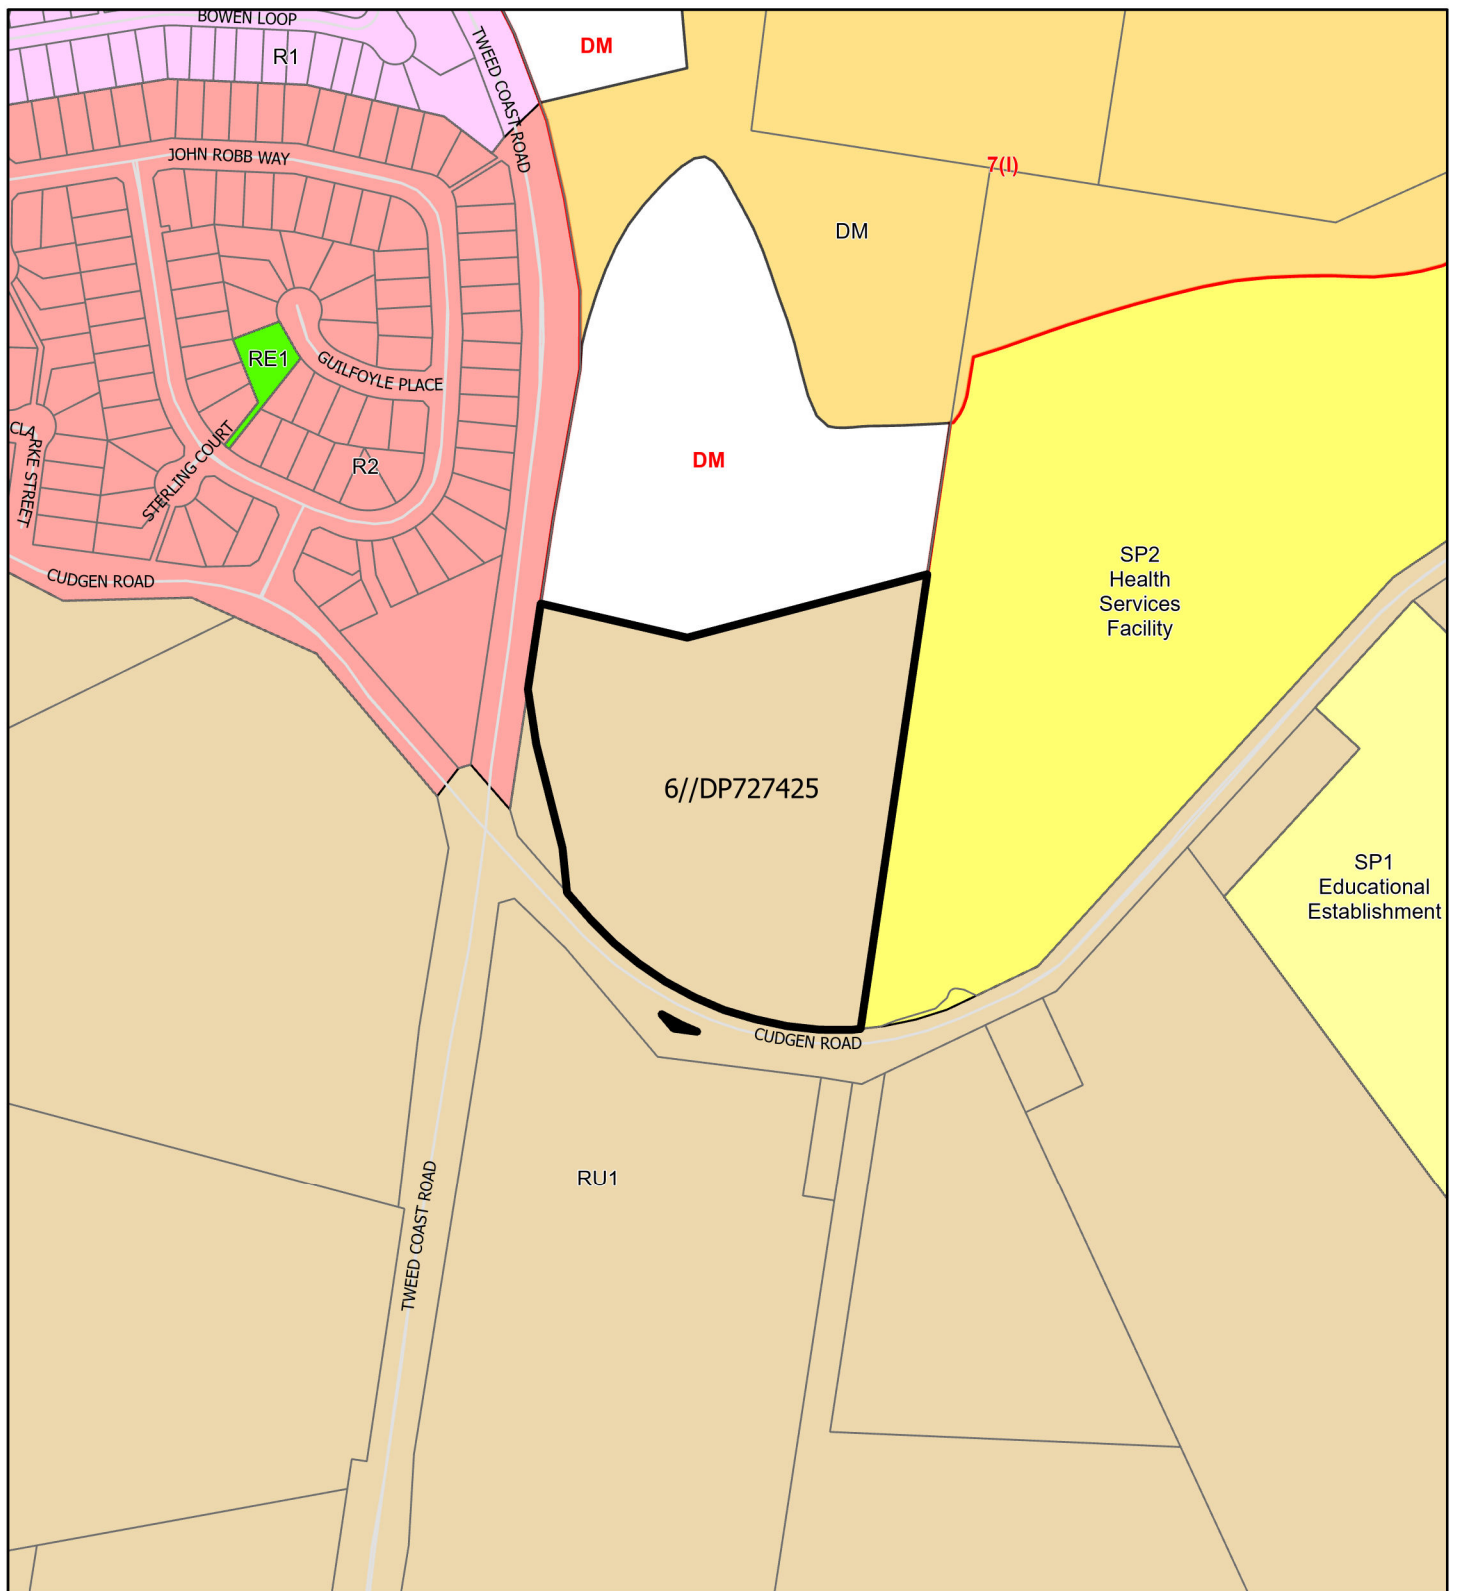 BOWEN LOOP
R1
TWEED COAST ROAD
DM
JOHN ROBB WAY
7(l)
DM
RE1
GUILFOYLE PLACE
CLARKE STREET
STERLING COURT
R2
DM
CUDGEN ROAD
SP2
Health
Services
Facility
6//DP727425
SP1
Educational
Establishment
CUDGEN ROAD
TWEED COAST ROAD
RU1